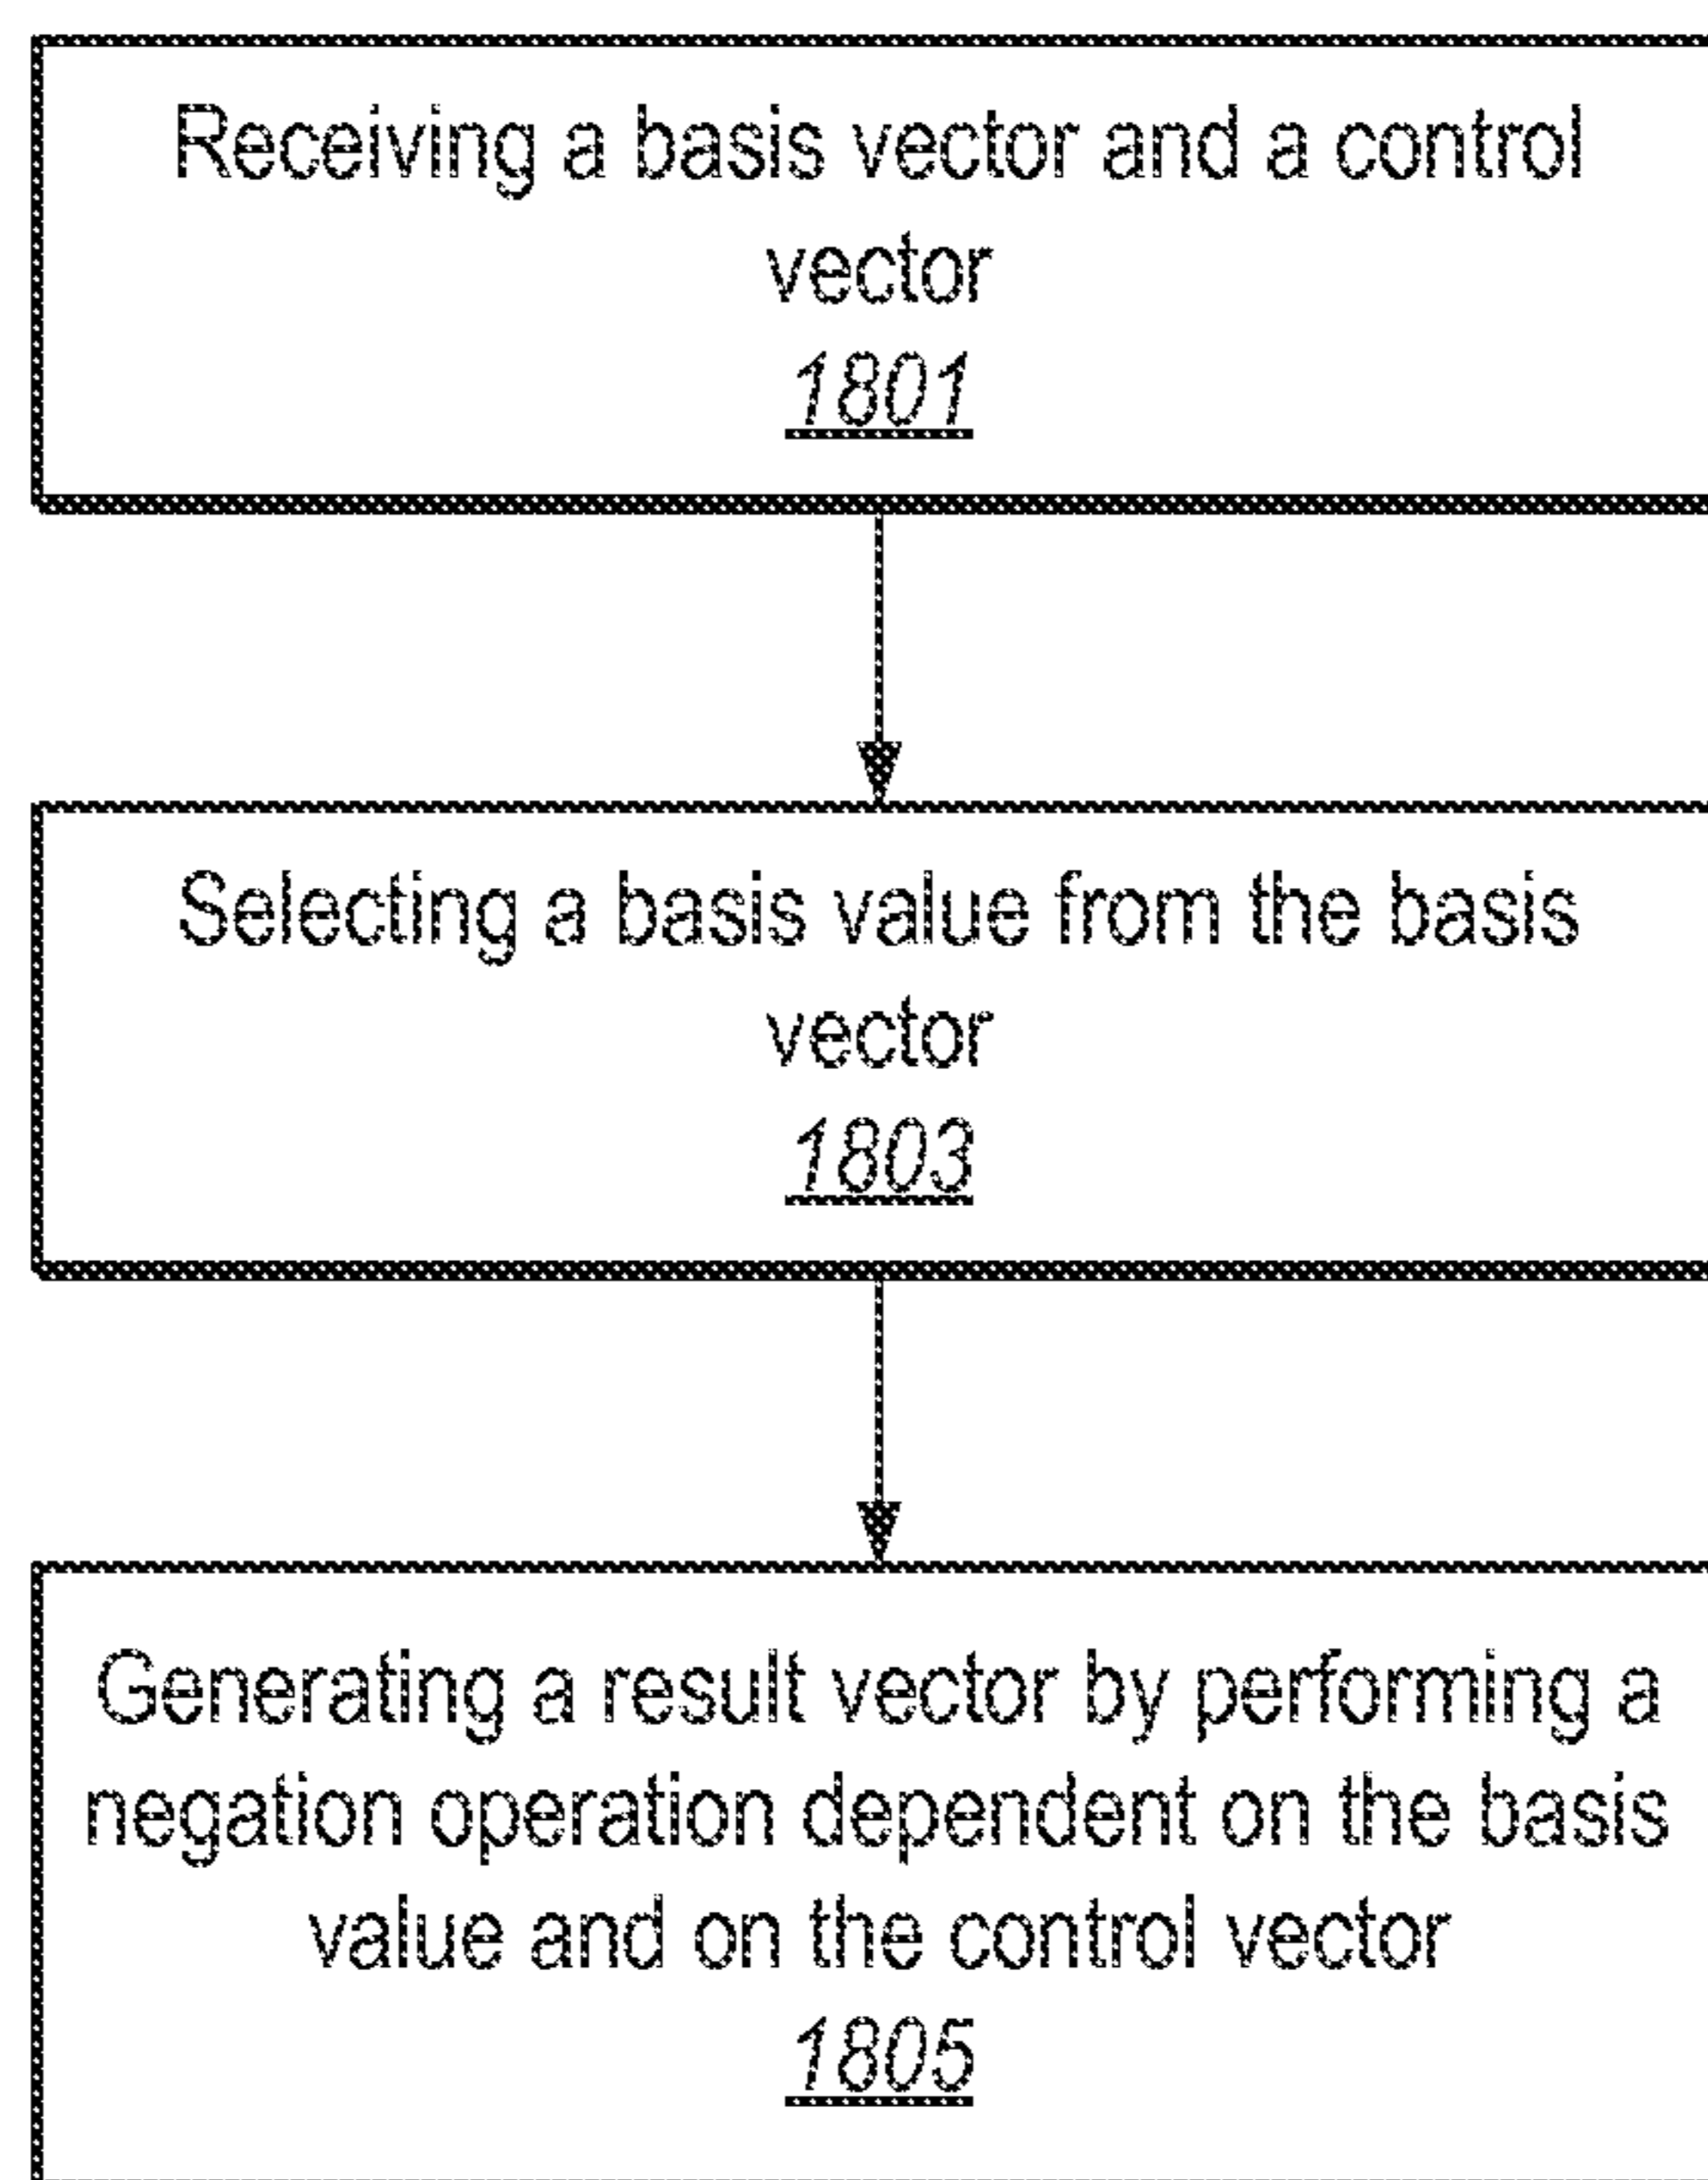 Receiving a basis vector and a control
vector
1801
Selecting a basis value from the basis
vector
1803
Generating a result vector by performing a
negation operation dependent on the basis
value and on the control vector
1805